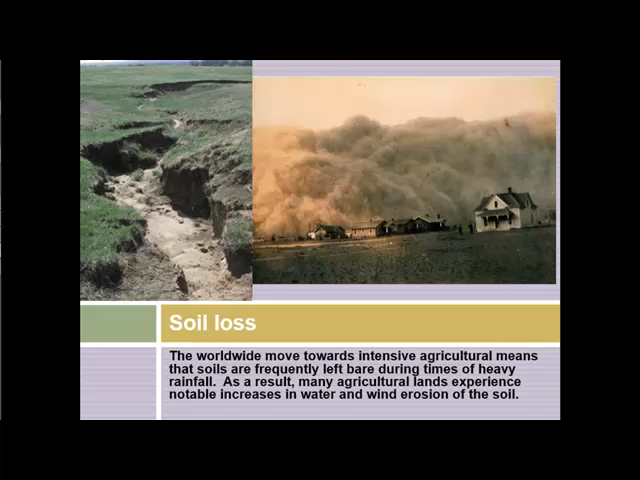 Soil loss
The worldwide move towards intensive agricultural means
that soils are frequently left bare during times of heavy
rainfall.  As a result, many agricultural lands experience
notable increases in water and wind erosion of the soil.